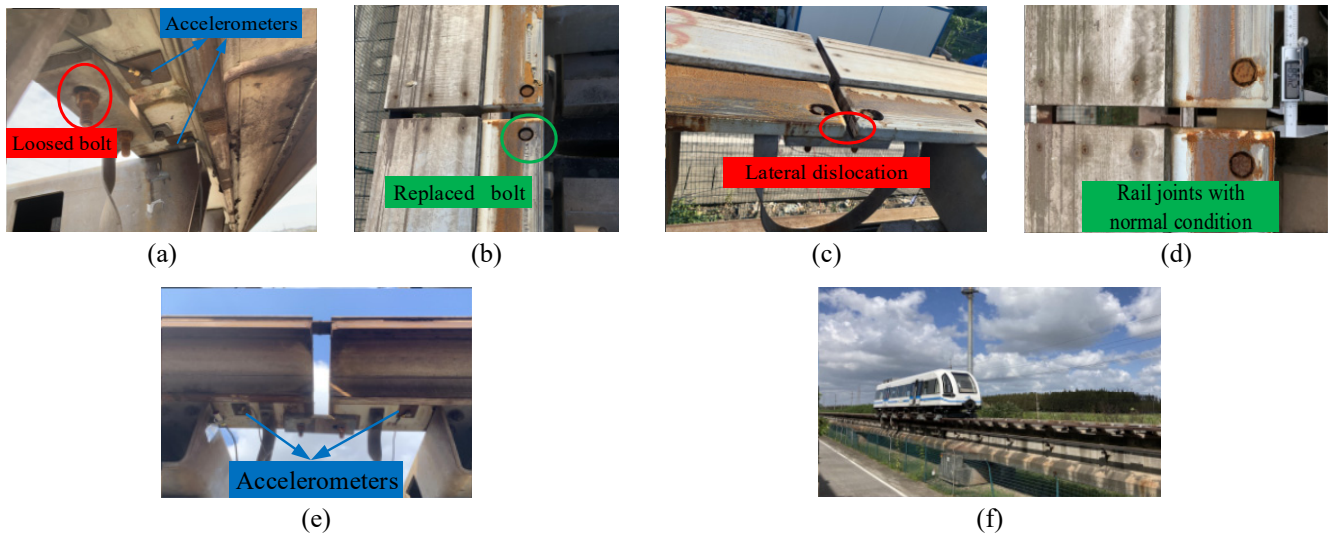 Accelerometers
Loosed bolt
(a)
Replaced bolt
(b)
Lateral dislocation
(c)
Rail joints with
normal condition
(d)
Accelerometers
(e)
(f)